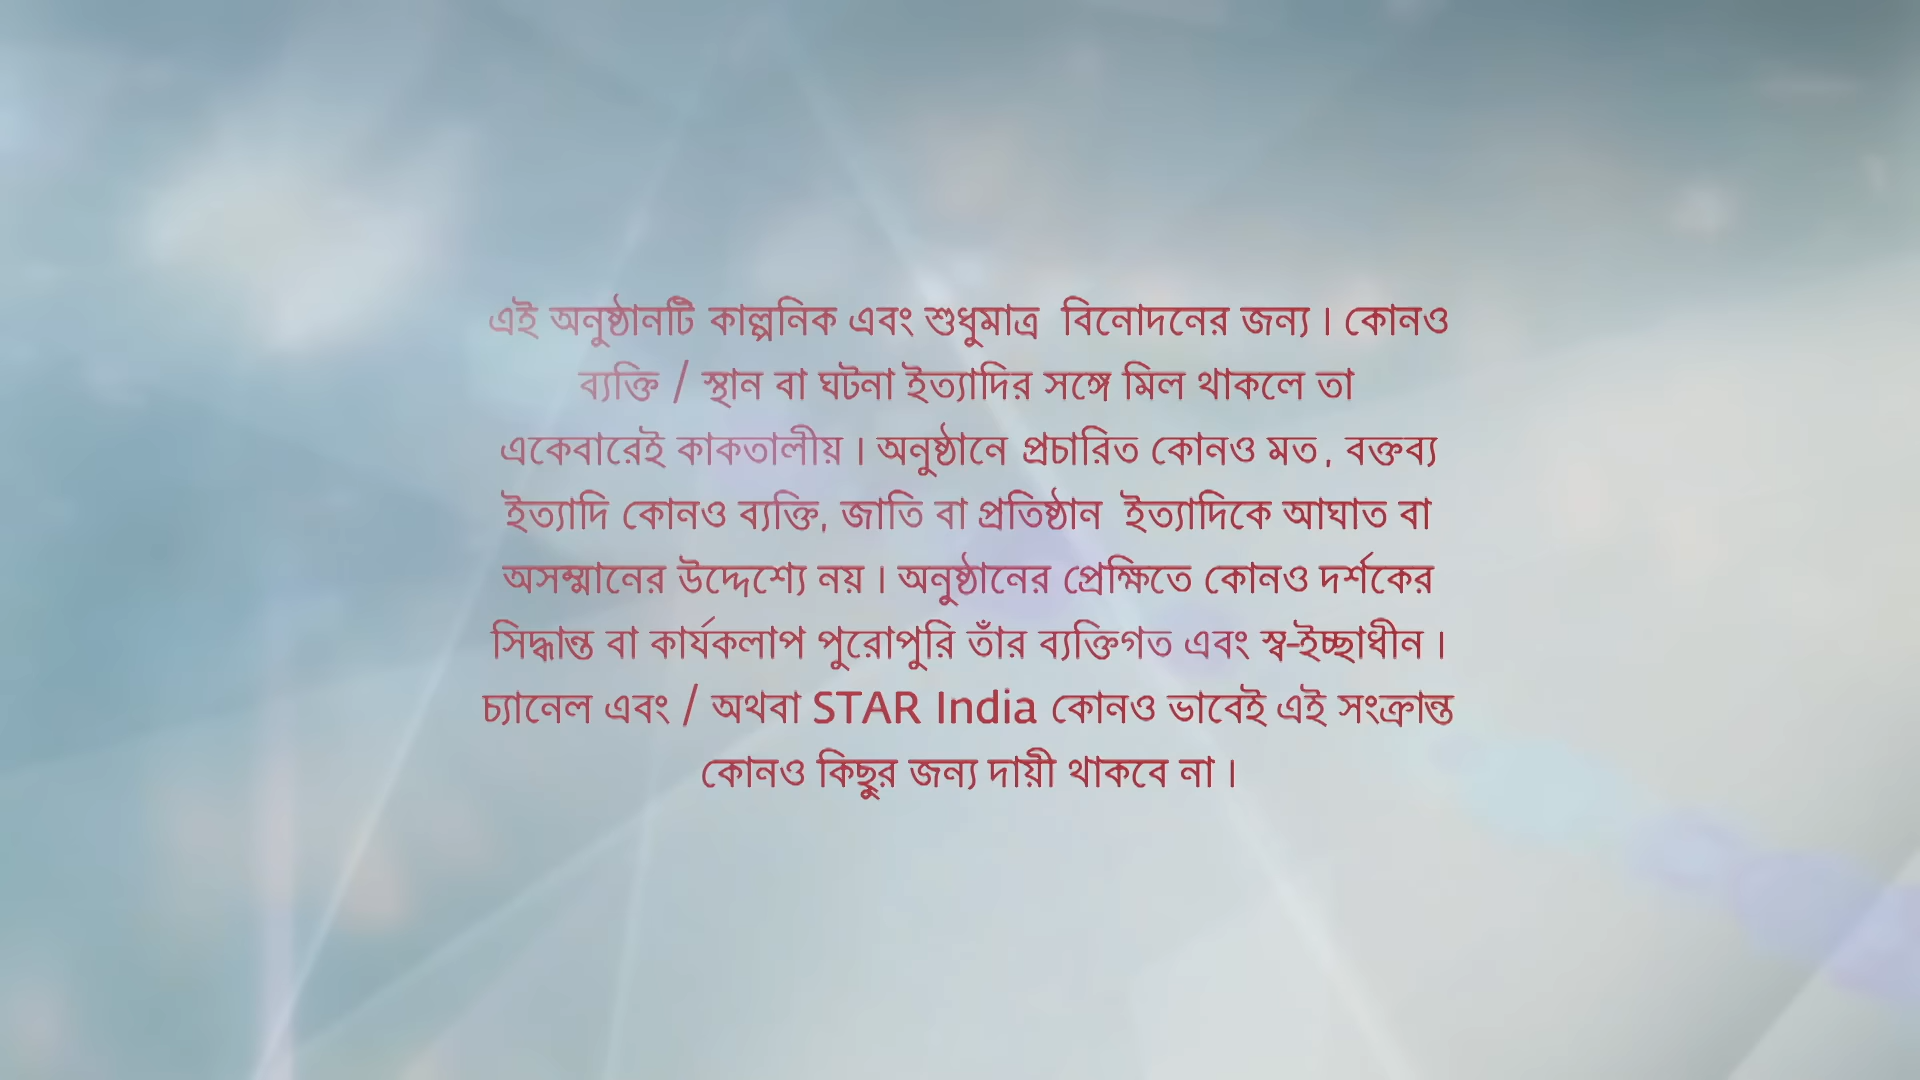 এই অনুষ্ঠানটি কাল্পনিক এবং শুধুমাত্র বিনোদনের জন্য । কোনও
ব্যক্তি / স্থান বা ঘটনা ইত্যাদির সঙ্গে মিল থাকলে তা
একেবারেই কাকতালীয় । অনুষ্ঠানে প্রচারিত কোনও মত , বক্তব্য
ইত্যাদি কোনও ব্যক্তি, জাতি বা প্রতিষ্ঠান ইত্যাদিকে আঘাত বা
অসম্মানের উদ্দেশ্যে নয় । অনুষ্ঠানের প্রেক্ষিতে কোনও দর্শকের
সিদ্ধান্ত বা কার্যকলাপ পুরোপুরি তাঁর ব্যক্তিগত এবং স্ব-ইচ্ছাধীন ।
চ্যানেল এবং / অথবা STAR India কোনও ভাবেই এই সংক্রান্ত
কোনও কিছুর জন্য দায়ী থাকবে না ।